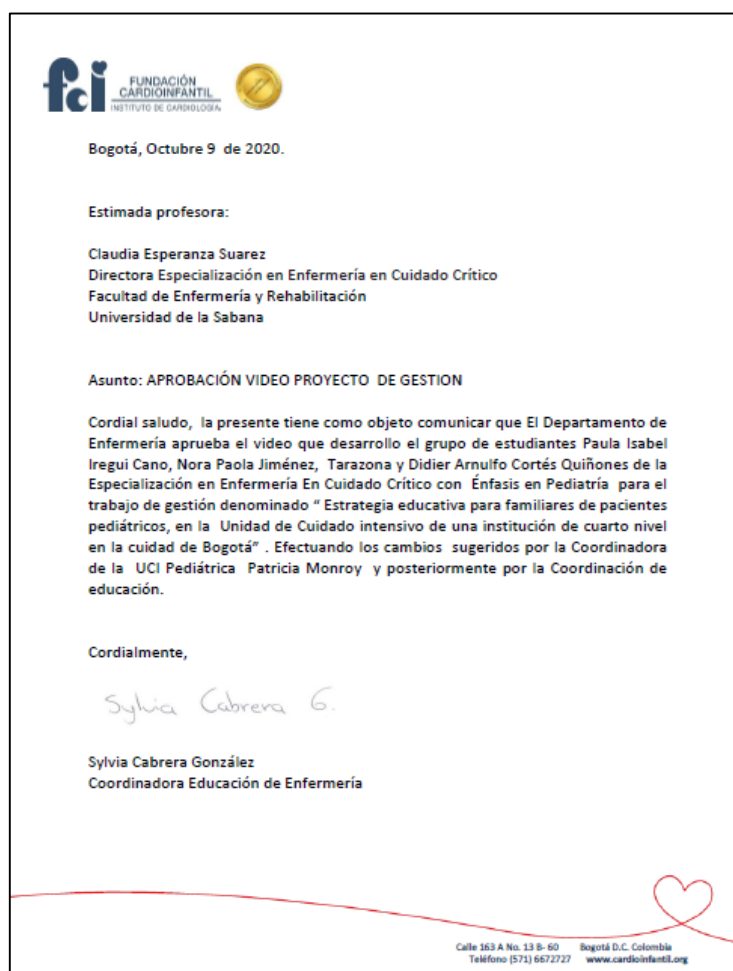 fci FUNDACIÓN
CARDIOINFANTIL
INSTITUTO DE CARDIOLOGÍA
Bogotá, Octubre 9 de 2020.
Estimada profesora:
Claudia Esperanza Suarez
Directora Especialización en Enfermería en Cuidado Crítico
Facultad de Enfermería y Rehabilitación
Universidad de la Sabana
Asunto: APROBACIÓN VIDEO PROYECTO DE GESTION
Cordial saludo, la presente tiene como objeto comunicar que El Departamento de
Enfermería aprueba el video que desarrollo el grupo de estudiantes Paula Isabel
Iregui Cano, Nora Paola Jiménez, Tarazona y Didier Arnulfo Cortés Quiñones de la
Especialización en Enfermería En Cuidado Crítico con Énfasis en Pediatría para el
trabajo de gestión denominado “ Estrategia educativa para familiares de pacientes
pediátricos, en la Unidad de Cuidado intensivo de una institución de cuarto nivel
en la cuidad de Bogotá” . Efectuando los cambios sugeridos por la Coordinadora
de la UCI Pediátrica Patricia Monroy y posteriormente por la Coordinación de
educación.
Cordialmente,
Sylvia Cabrera G.
Sylvia Cabrera González
Coordinadora Educación de Enfermería
Calle 163 A No. 13 B- 60 Bogotá D.C. Colombia
Teléfono (571) 6672727 www.cardioinfantil.org